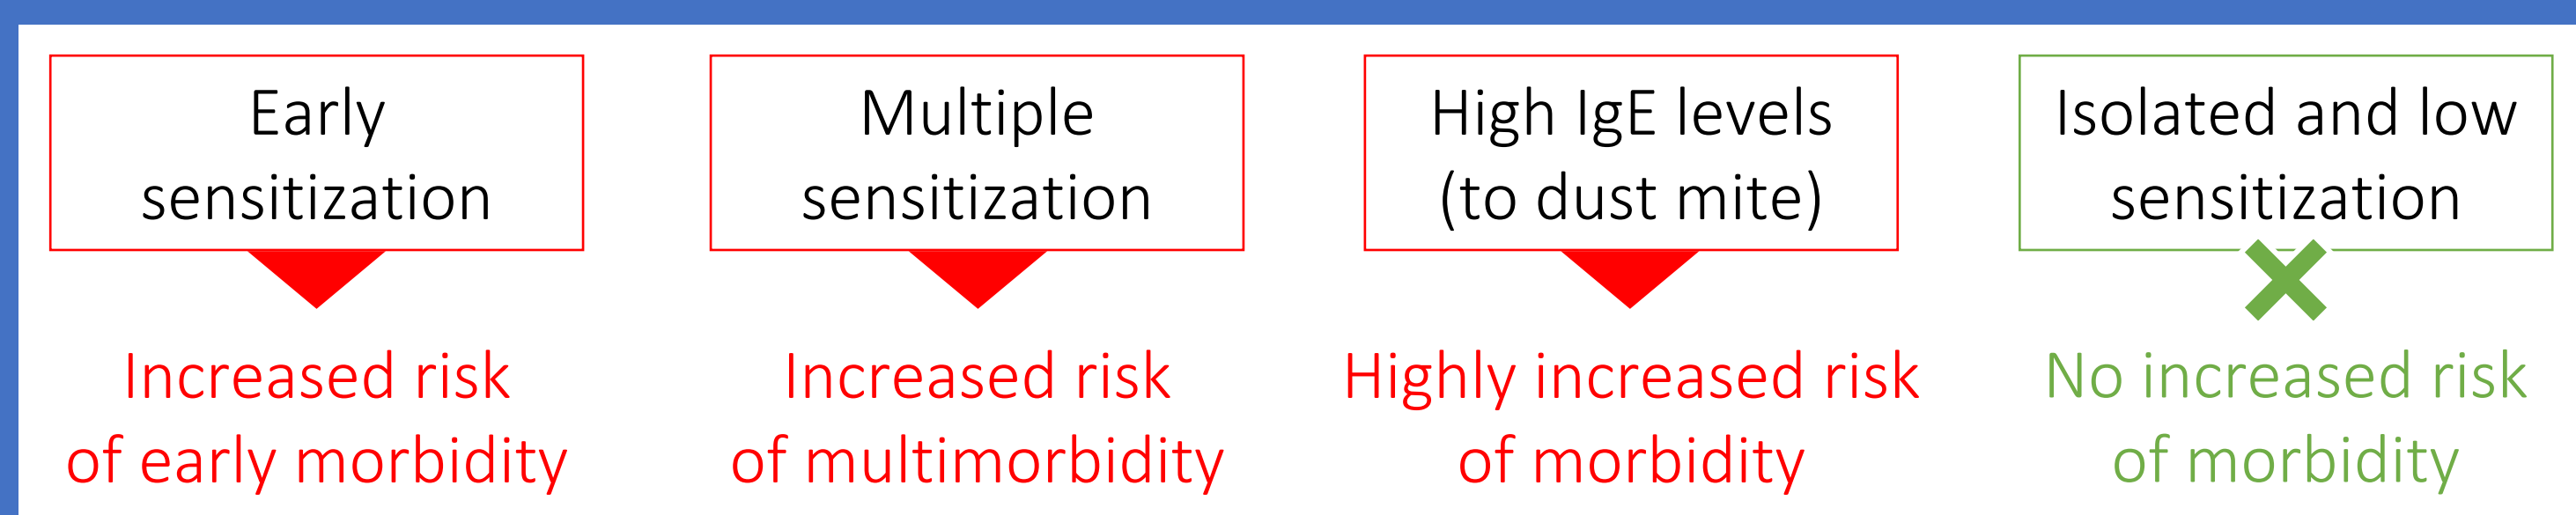 Early
sensitization
Increased risk
of early morbidity
Multiple
sensitization
Increased risk
of multimorbidity
High IgE levels
(to dust mite)
Highly increased risk
of morbidity
Isolated and low
sensitization
No increased risk
of morbidity